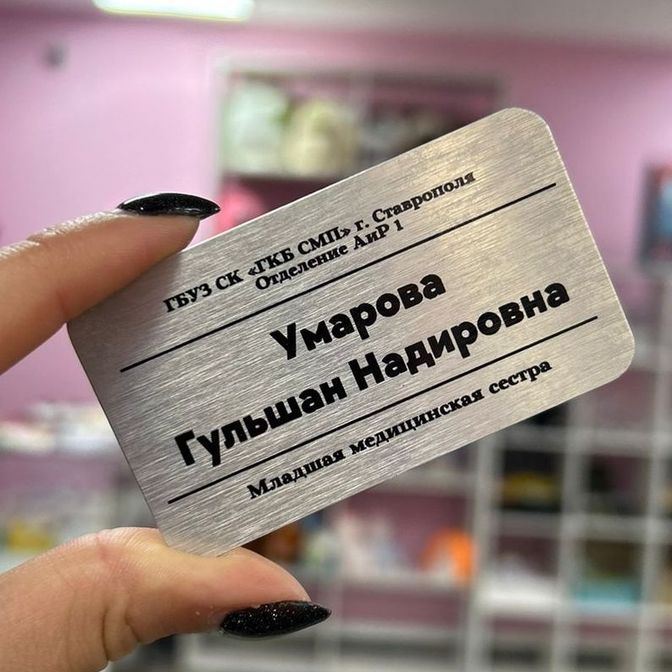 ГБУЗ СК «ГКБ СМП» г. Ставрополя
Отделение АиР 1
Умарова
Гульшан Надировна
Младшая медицинская сестра